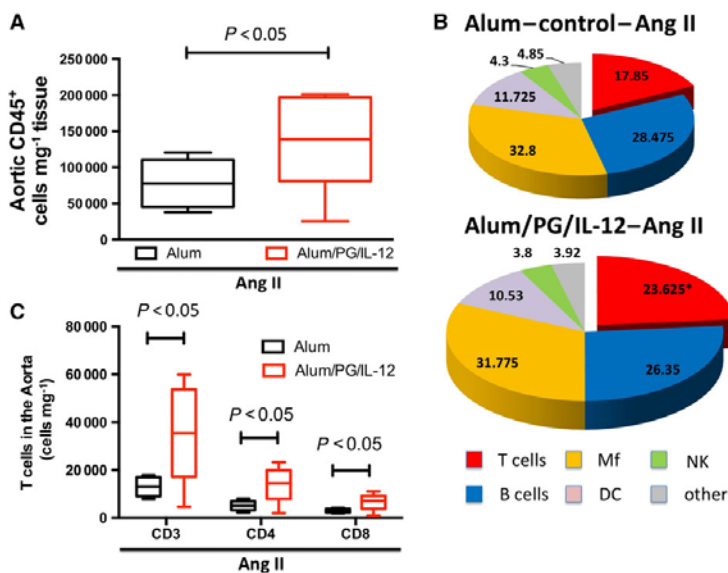 A
P < 0.05
Aortic CD45⁺
cells mg⁻¹ tissue
250 000
200 000
150 000
100 000
50 000
0
Alum
Alum/PG/IL-12
Ang II
B
Alum–control–Ang II
4.85
4.3
17.85
11.725
28.475
32.8
Alum/PG/IL-12–Ang II
3.92
3.8
23.625*
10.53
31.775
26.35
T cells
Mf
NK
B cells
DC
other
C
T cells in the Aorta
(cells mg⁻¹)
80 000
60 000
40 000
20 000
0
P < 0.05
Alum
Alum/PG/IL-12
P < 0.05
P < 0.05
CD3
CD4
CD8
Ang II